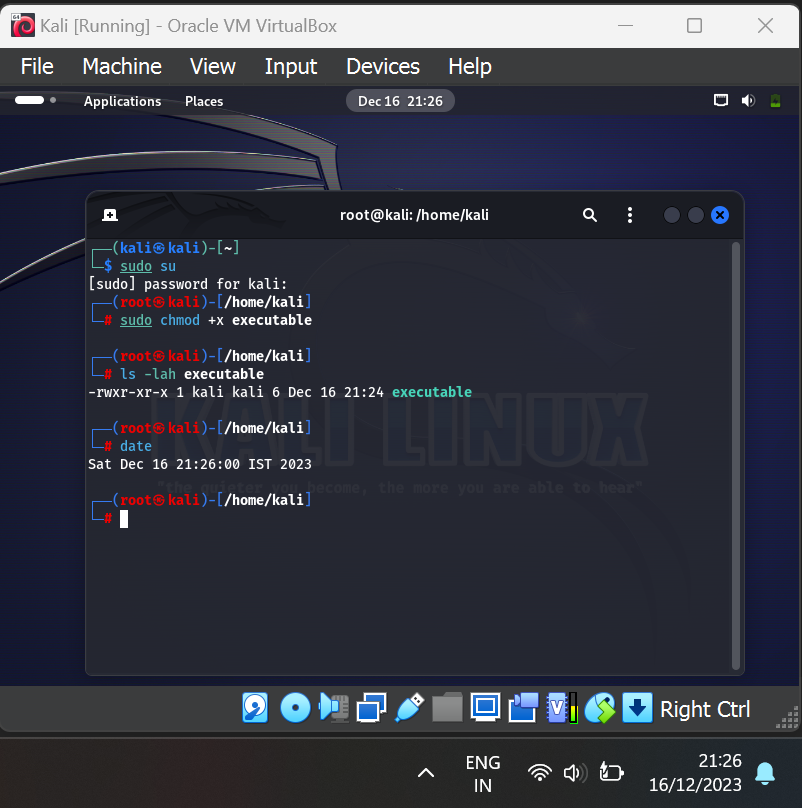 Kali [Running] - Oracle VM VirtualBox
File Machine View Input Devices Help
Applications Places Dec 16 21:26
root@kali: /home/kali
┌──(kali㉿kali)-[~]
└─$ sudo su
[sudo] password for kali:
┌──(root㉿kali)-[/home/kali]
└─# sudo chmod +x executable
┌──(root㉿kali)-[/home/kali]
└─# ls -lah executable
-rwxr-xr-x 1 kali kali 6 Dec 16 21:24 executable
┌──(root㉿kali)-[/home/kali]
└─# date
Sat Dec 16 21:26:00 IST 2023
┌──(root㉿kali)-[/home/kali]
└─#
KALI LINUX
"the quieter you become, the more you are able to hear"
V
Right Ctrl
ENG
IN
21:26
16/12/2023